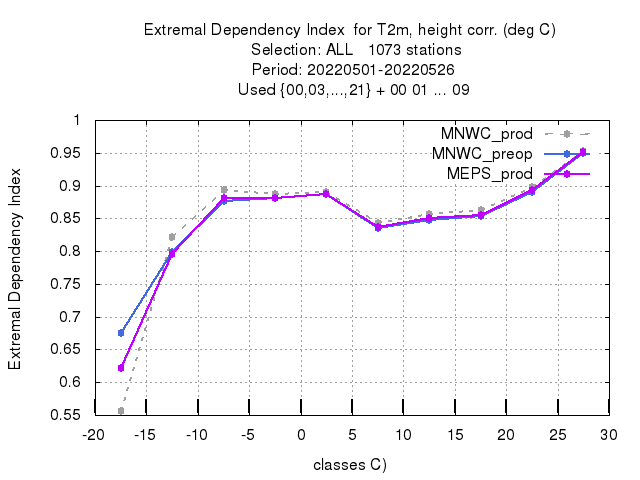 Extremal Dependency Index  for T2m, height corr. (deg C)
Selection: ALL   1073 stations
Period: 20220501-20220526
Used {00,03,...,21} + 00 01 ... 09
MNWC_prod
MNWC_preop
MEPS_prod
Extremal Dependency Index
1
0.95
0.9
0.85
0.8
0.75
0.7
0.65
0.6
0.55
-20 -15 -10 -5 0 5 10 15 20 25 30
classes C)